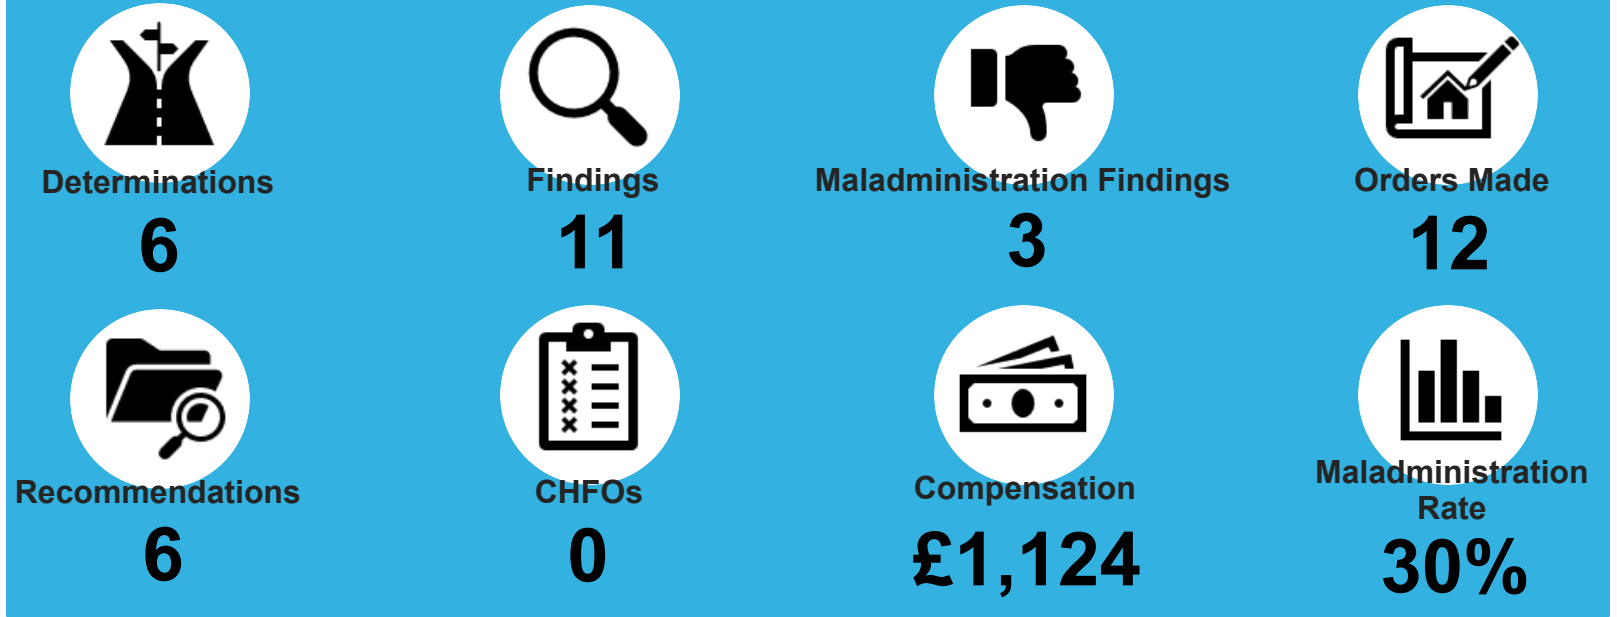 Determinations
6
Findings
11
Maladministration Findings
3
Orders Made
12
Recommendations
6
CHFOs
0
Compensation
£1,124
Maladministration
Rate
30%